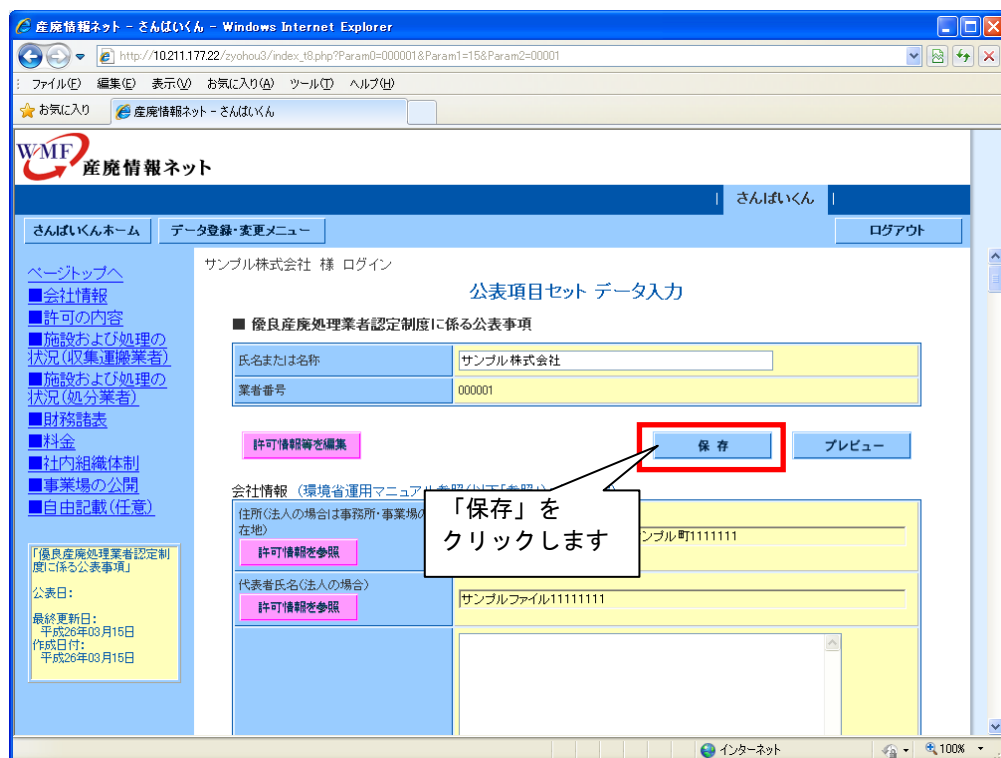 産廃情報ネット - さんぱいくん - Windows Internet Explorer
http://10.211.177.22/zyohou3/index_t8.php?Param0=000001&Param1=15&Param2=00001
ファイル(F) 編集(E) 表示(V) お気に入り(A) ツール(T) ヘルプ(H)
お気に入り 産廃情報ネット - さんぱいくん
WMF 産廃情報ネット
| さんぱいくん |
さんぱいくんホーム データ登録・変更メニュー ログアウト
サンプル株式会社 様 ログイン
公表項目セット データ入力
ページトップへ
■会社情報
■許可の内容
■施設および処理の
状況(収集運搬業者)
■施設および処理の
状況(処分業者)
■財務諸表
■料金
■社内組織体制
■事業場の公開
■自由記載(任意)
「優良産廃処理業者認定制
度に係る公表事項」
公表日:
最終更新日:
平成26年03月15日
作成日付:
平成26年03月15日
■ 優良産廃処理業者認定制度に係る公表事項
氏名または名称 サンプル株式会社
業者番号 000001
許可情報等を編集 保 存 プレビュー
会社情報 (環境省運用マニュアル参
「保存」を
クリックします
住所(法人の場合は事務所・事業場の
在地)
ンプル町1111111
許可情報を参照
代表者氏名(法人の場合)
許可情報を参照
サンプルファイル11111111
インターネット 100%